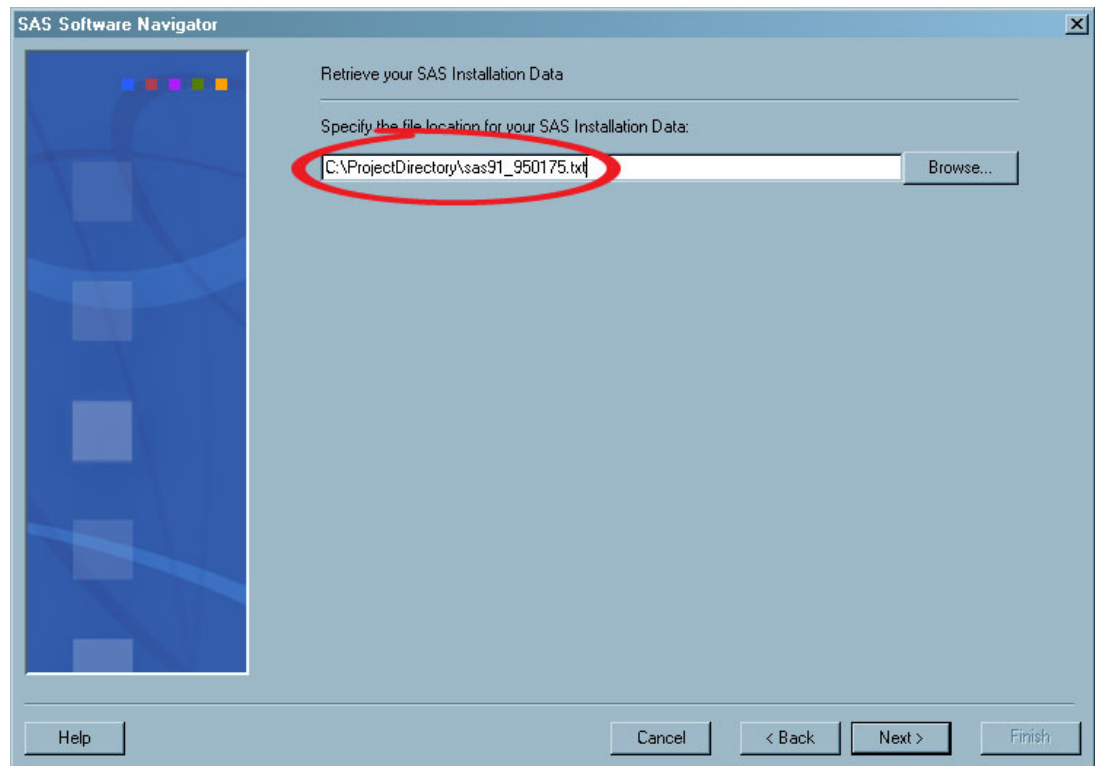 SAS Software Navigator
Retrieve your SAS Installation Data
Specify the file location for your SAS Installation Data:
C:\ProjectDirectory\sas91_950175.txt
Browse...
Help
Cancel
< Back
Next >
Finish